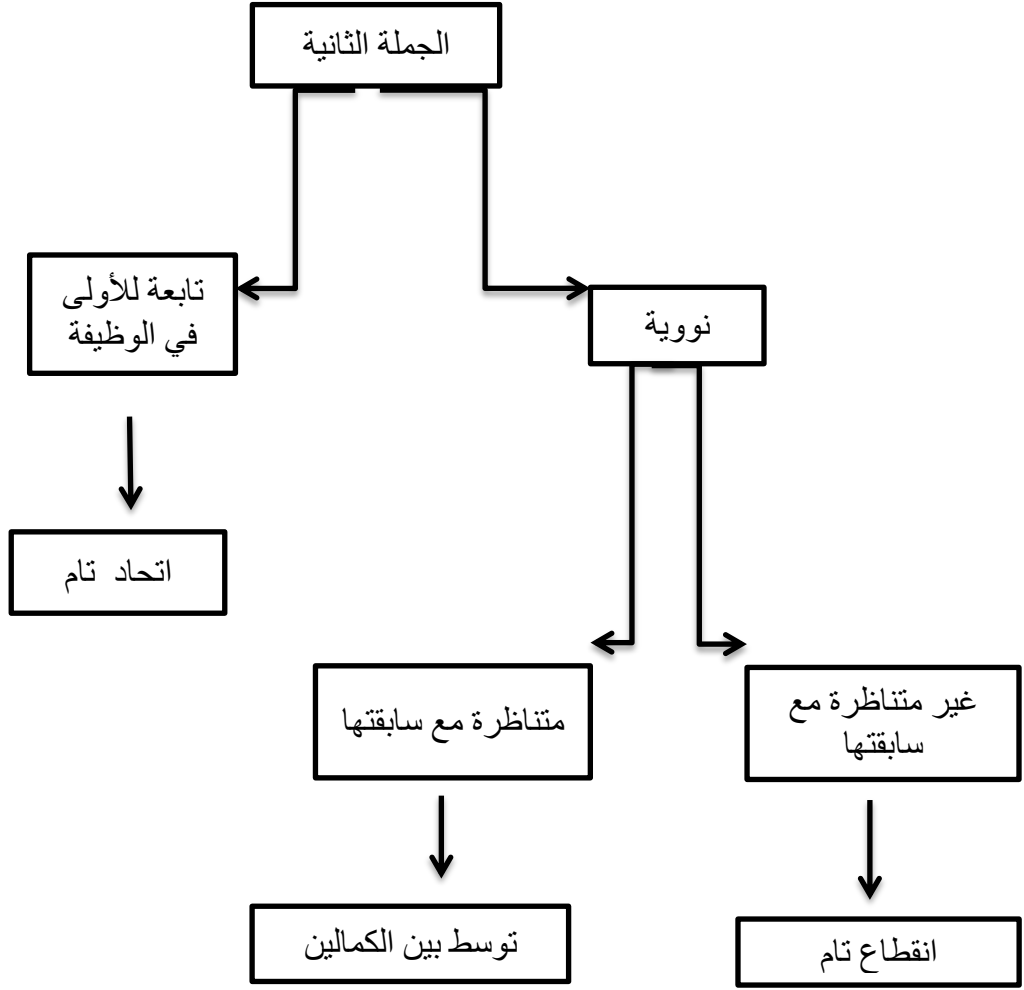 الجملة الثانية
نووية
تابعة للأولى
في الوظيفة
اتحاد تام
غير متناظرة مع
سابقتها
متناظرة مع سابقتها
انقطاع تام
توسط بين الكمالين